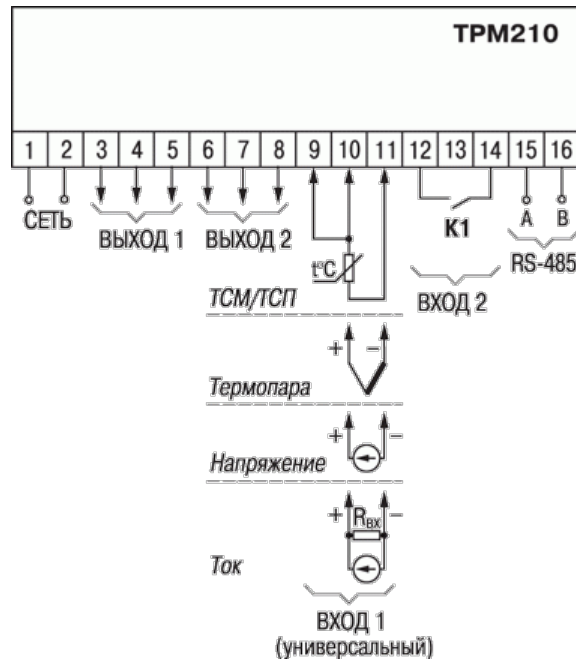 ТРМ210
1 2 3 4 5 6 7 8 9 10 11 12 13 14 15 16
СЕТЬ
ВЫХОД 1
ВЫХОД 2
К1
A B
RS-485
ВХОД 2
t°C
ТСМ/ТСП
+ –
Термопара
+ –
Напряжение
+ –
Rвх
Ток
ВХОД 1
(универсальный)